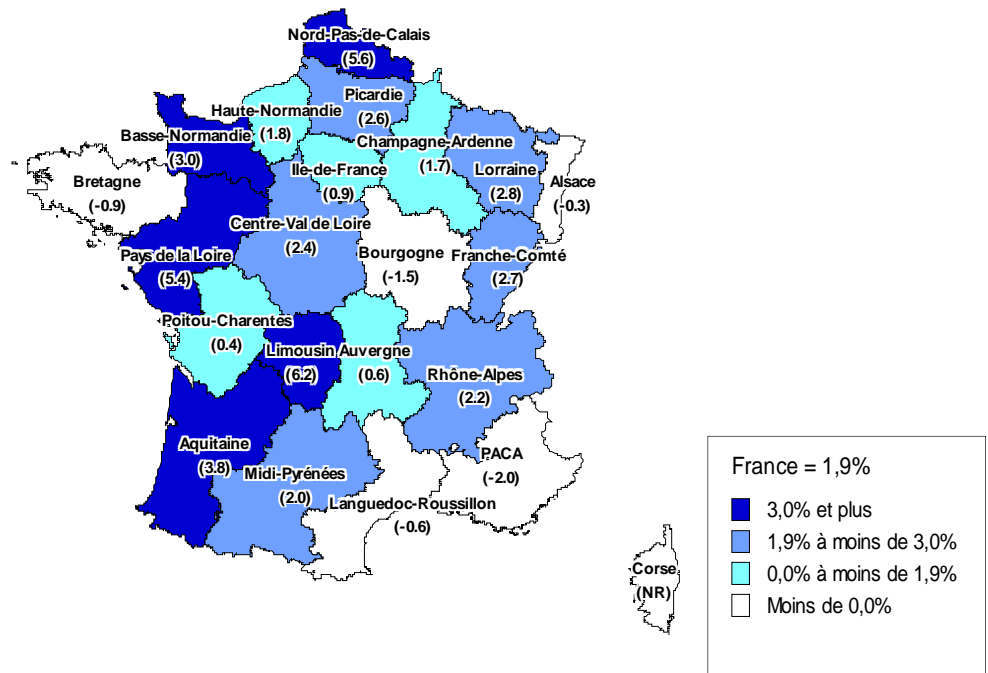 Nord-Pas-de-Calais
(5.6)
Picardie
(2.6)
Haute-Normandie
(1.8)
Basse-Normandie
(3.0)
Champagne-Ardenne
(1.7)
Ile-de-France
(0.9)
Lorraine
(2.8)
Alsace
(-0.3)
Bretagne
(-0.9)
Centre-Val de Loire
(2.4)
Pays de la Loire
(5.4)
Bourgogne
(-1.5)
Franche-Comté
(2.7)
Poitou-Charentes
(0.4)
Limousin
(6.2)
Auvergne
(0.6)
Rhône-Alpes
(2.2)
Aquitaine
(3.8)
Midi-Pyrénées
(2.0)
PACA
(-2.0)
Languedoc-Roussillon
(-0.6)
Corse
(NR)
France = 1,9%
3,0% et plus
1,9% à moins de 3,0%
0,0% à moins de 1,9%
Moins de 0,0%